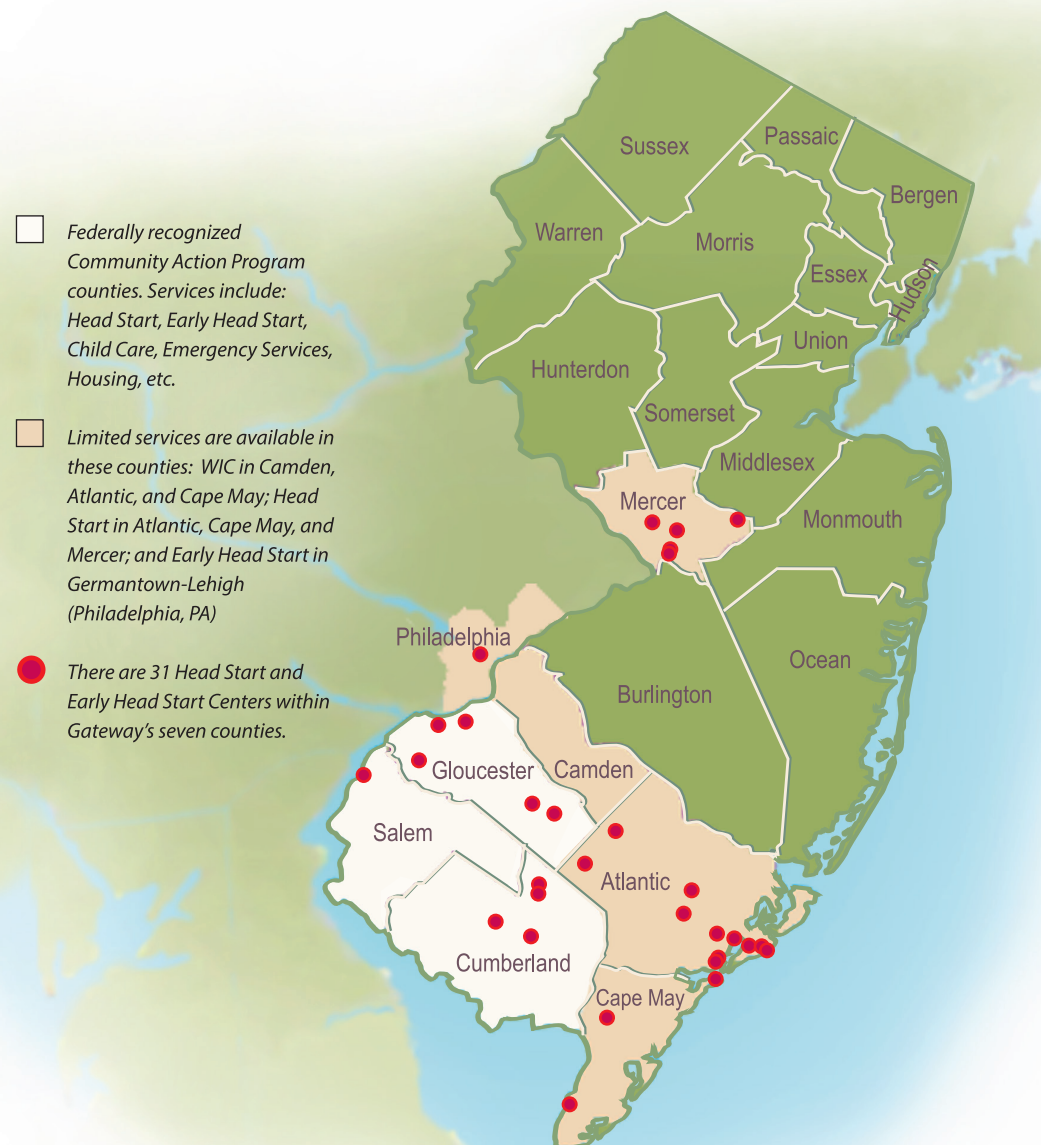 Federally recognized
Community Action Program
counties. Services include:
Head Start, Early Head Start,
Child Care, Emergency Services,
Housing, etc.
Limited services are available in
these counties:  WIC in Camden,
Atlantic, and Cape May; Head
Start in Atlantic, Cape May, and
Mercer; and Early Head Start in
Germantown-Lehigh
(Philadelphia, PA)
There are 31 Head Start and
Early Head Start Centers within
Gateway's seven counties.
Sussex
Passaic
Bergen
Warren
Morris
Essex
Hudson
Union
Hunterdon
Somerset
Middlesex
Mercer
Monmouth
Philadelphia
Ocean
Burlington
Gloucester
Camden
Salem
Atlantic
Cumberland
Cape May